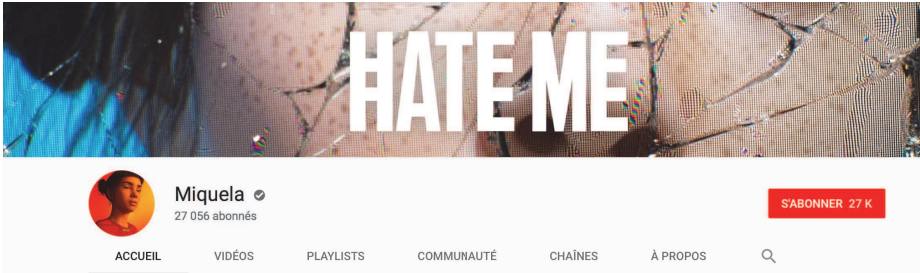 HATE ME
Miquela
27 056 abonnés
S'ABONNER 27 K
ACCUEIL VIDÉOS PLAYLISTS COMMUNAUTÉ CHAÎNES À PROPOS